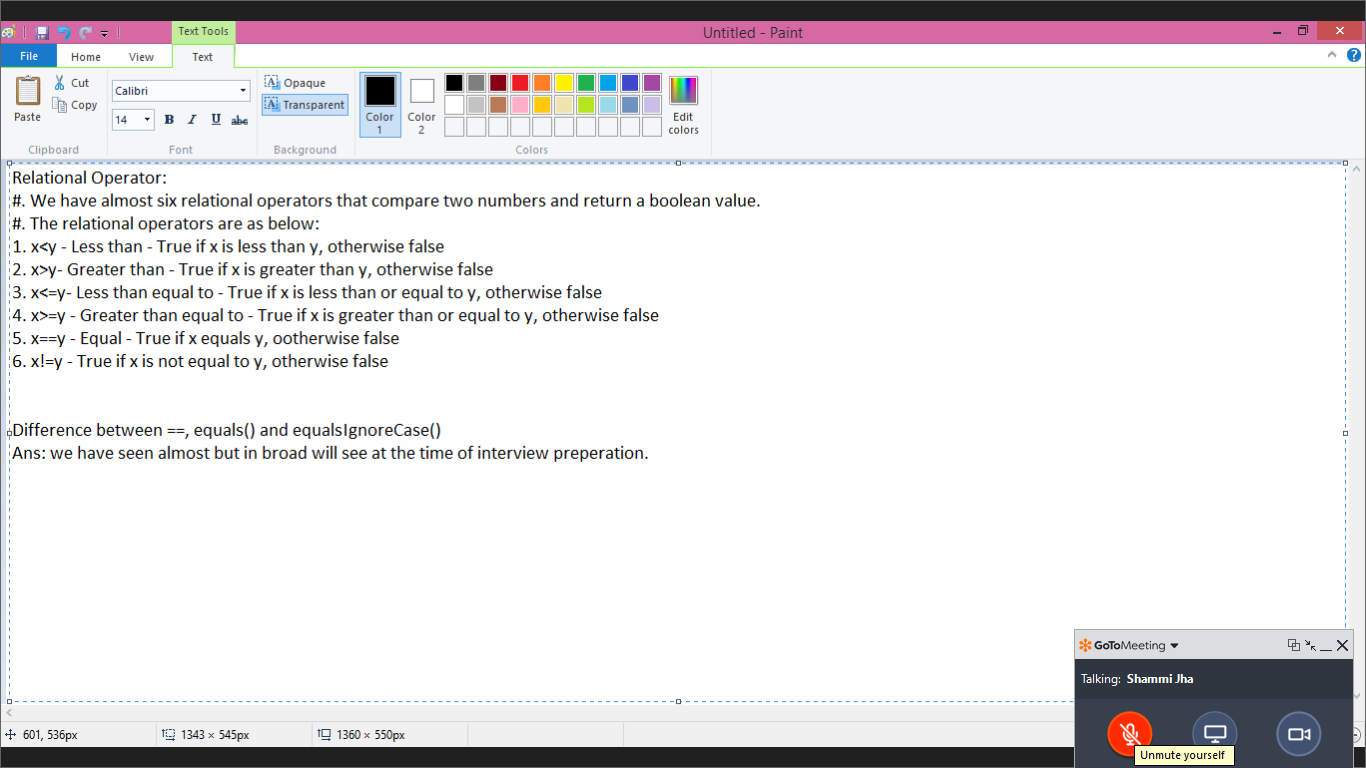 Text Tools
Untitled - Paint
File
Home
View
Text
Paste
Cut
Copy
Clipboard
Calibri
14
B I U abc
Font
A Opaque
A Transparent
Background
Color 1
Color 2
Edit colors
Colors
Relational Operator:
#. We have almost six relational operators that compare two numbers and return a boolean value.
#. The relational operators are as below:
1. x<y - Less than - True if x is less than y, otherwise false
2. x>y- Greater than - True if x is greater than y, otherwise false
3. x<=y- Less than equal to - True if x is less than or equal to y, otherwise false
4. x>=y - Greater than equal to - True if x is greater than or equal to y, ootherwise false
5. x==y - Equal - True if x equals y, ootherwise false
6. x!=y - True if x is not equal to y, otherwise false
Difference between ==, equals() and equalsIgnoreCase()
Ans: we have seen almost but in broad will see at the time of interview preperation.
GoToMeeting
Talking: Shammi Jha
Unmute yourself
601, 536px
1343 × 545px
1360 × 550px